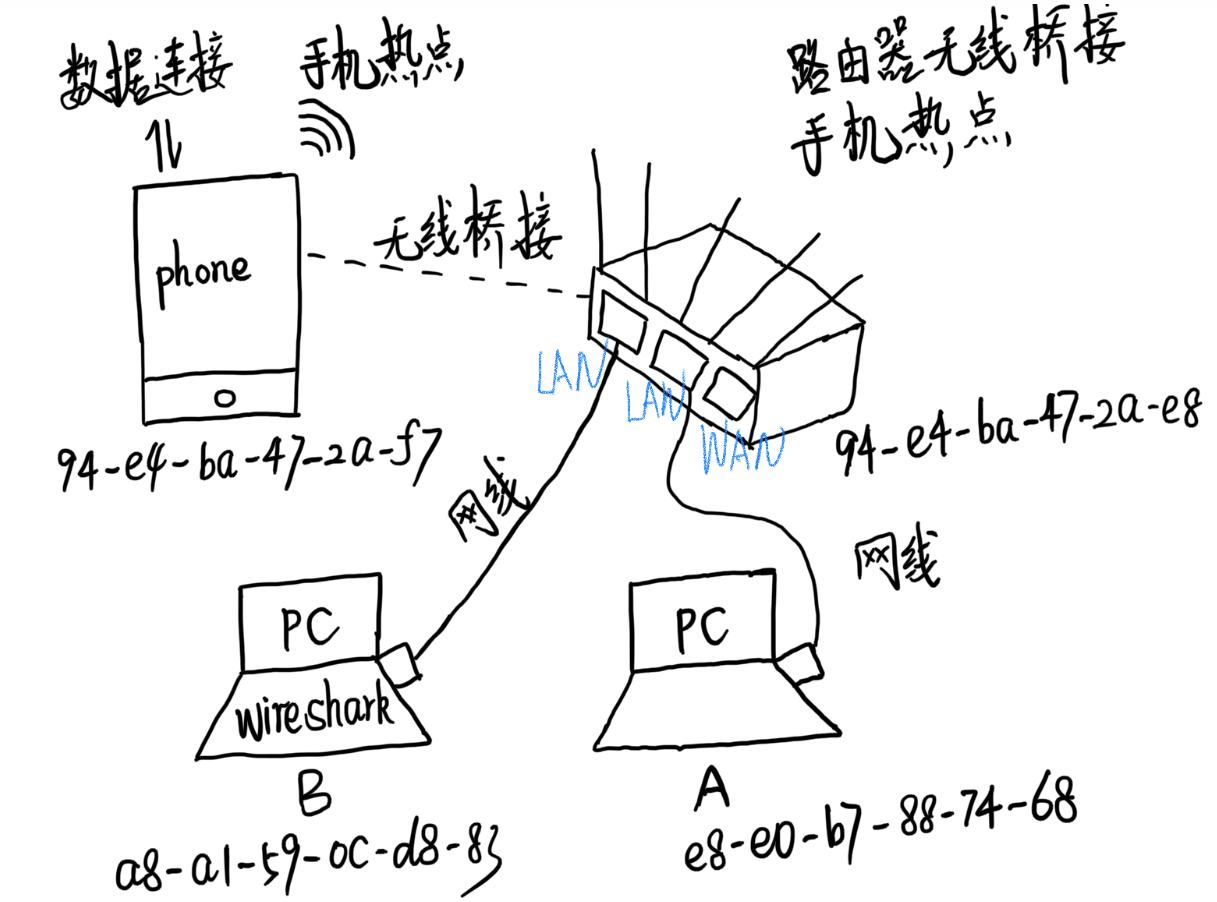 数据连接
手机热点
路由器无线桥接
手机热点
无线桥接
phone
LAN
LAN
WAN
94-e4-ba-47-2a-f7
94-e4-ba-47-2a-e8
网线
网线
PC
wireshark
B
a8-a1-59-0c-d8-83
PC
A
e8-e0-b7-88-74-68